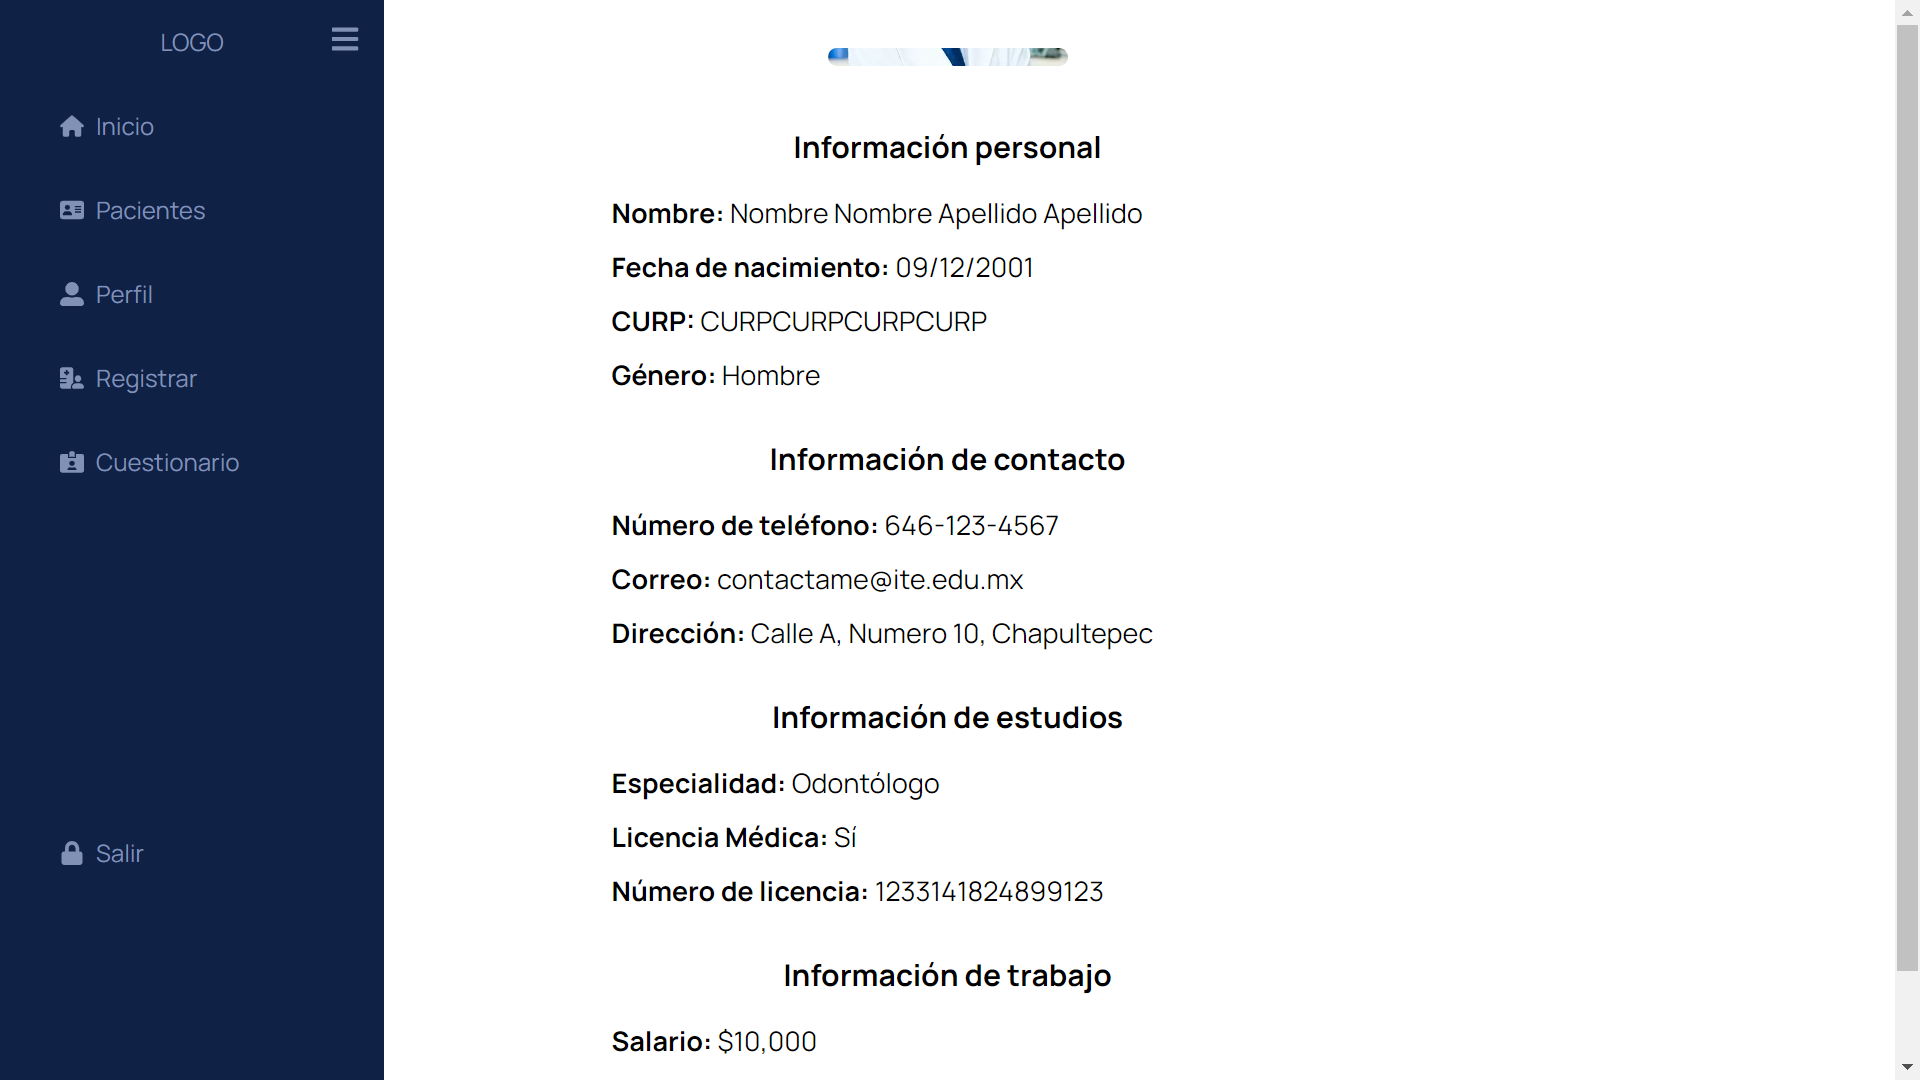 LOGO
Inicio
Pacientes
Perfil
Registrar
Cuestionario
Salir
Información personal
Nombre: Nombre Nombre Apellido Apellido
Fecha de nacimiento: 09/12/2001
CURP: CURPCURPCURPCURP
Género: Hombre
Información de contacto
Número de teléfono: 646-123-4567
Correo: contactame@ite.edu.mx
Dirección: Calle A, Numero 10, Chapultepec
Información de estudios
Especialidad: Odontólogo
Licencia Médica: Sí
Número de licencia: 1233141824899123
Información de trabajo
Salario: $10,000